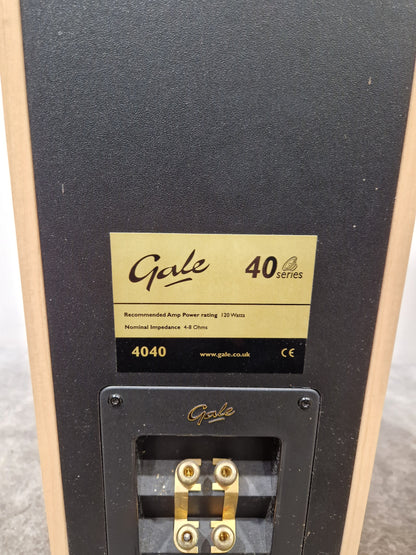 Gale 40 series
Recommended Amp Power rating 120 Watts
Nominal Impedance 4-8 Ohms
4040 www.gale.co.uk CE
Gale